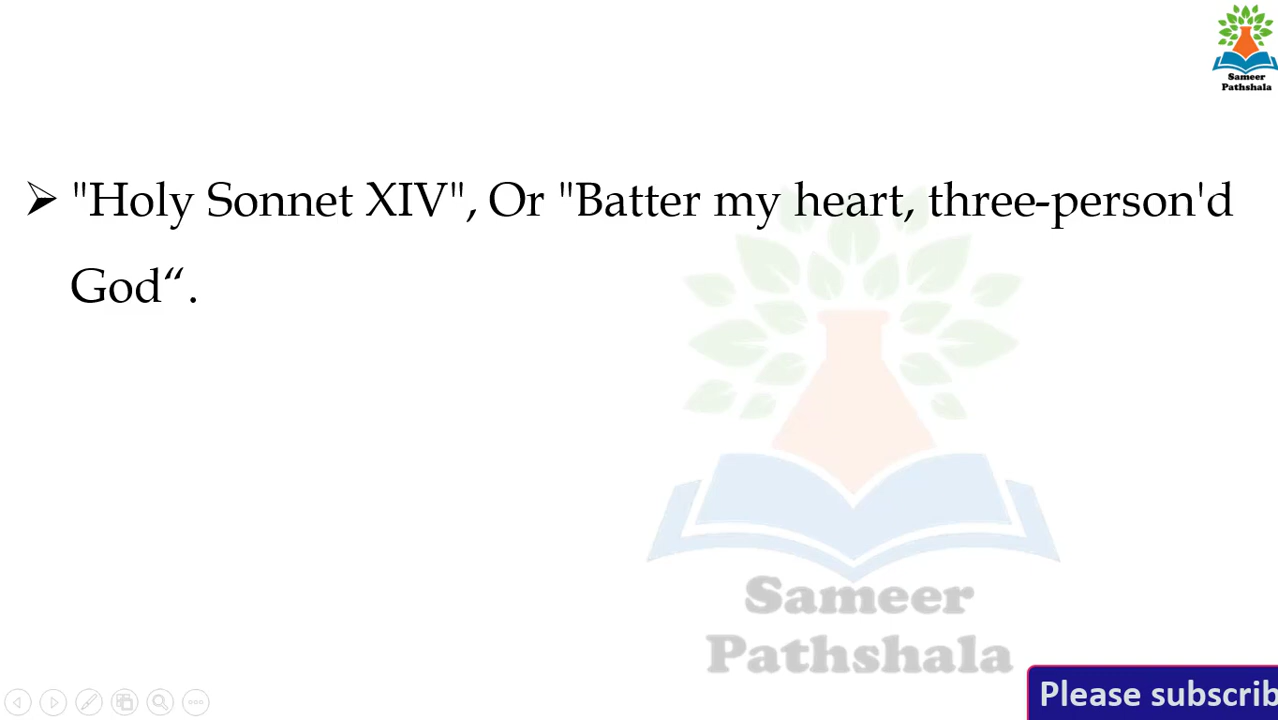 Sameer
Pathshala
➢ "Holy Sonnet XIV", Or "Batter my heart, three-person'd
God“.
Sameer
Pathshala
Please subscrib